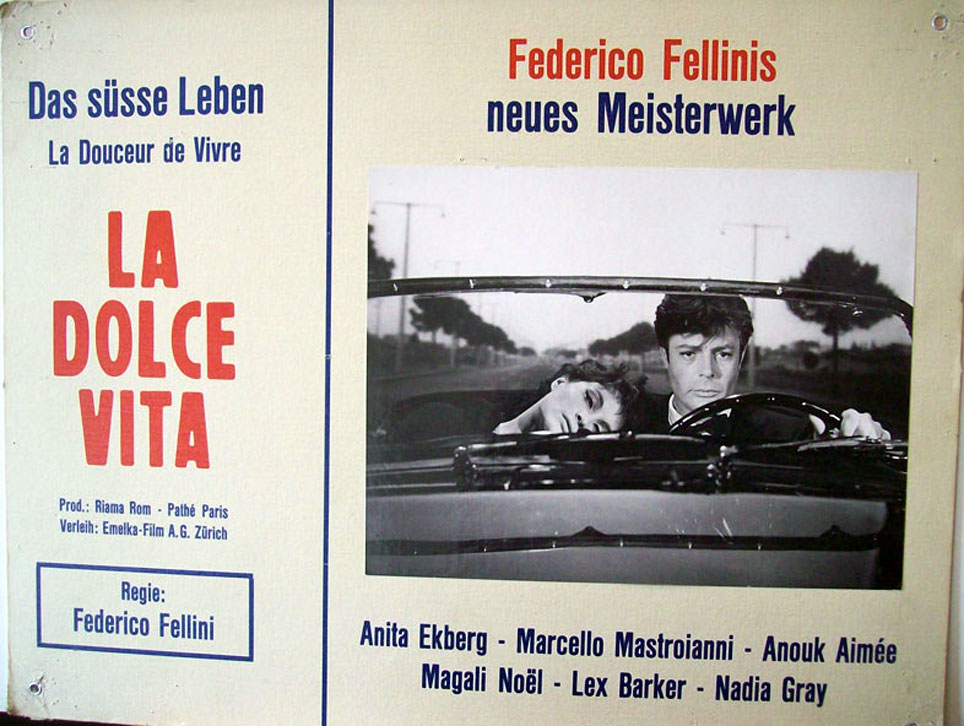 Das süsse Leben
La Douceur de Vivre
LA
DOLCE
VITA
Prod.: Riama Rom - Pathé Paris
Verleih: Emelka-Film A.G. Zürich
Regie:
Federico Fellini
Federico Fellinis
neues Meisterwerk
Anita Ekberg - Marcello Mastroianni - Anouk Aimée
Magali Noël - Lex Barker - Nadia Gray